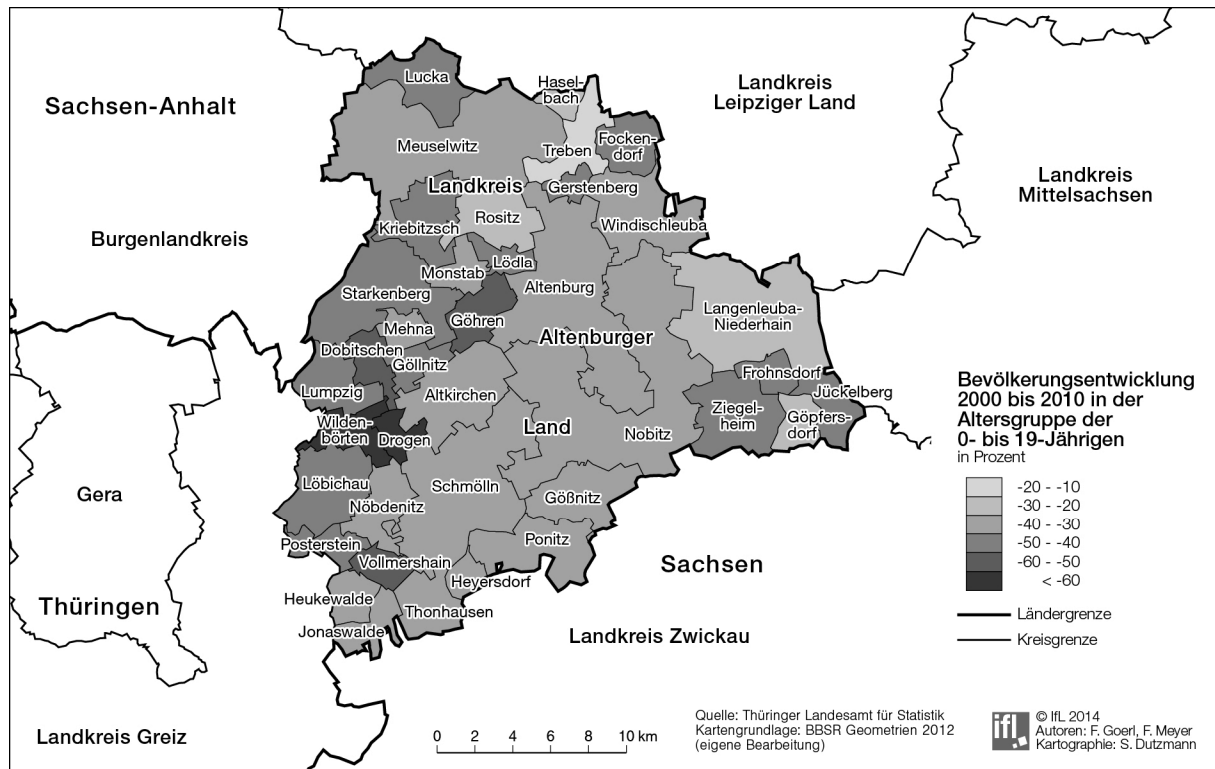 Sachsen-Anhalt
Burgenlandkreis
Landkreis
Leipziger Land
Landkreis
Mittelsachsen
Lucka
Hasel-
bach
Meuselwitz
Treben
Focken-
dorf
Landkreis
Gerstenberg
Rositz
Kriebitzsch
Windischleuba
Lödla
Monstab
Starkenberg
Altenburg
Langenleuba-
Niederhain
Göhren
Mehna
Altenburger
Dobitschen
Göllnitz
Frohnsdorf
Jückelberg
Lumpzig
Altkirchen
Ziegel-
heim
Göpfers-
dorf
Wilden-
börten
Drogen
Land
Nobitz
Löbichau
Schmölln
Nöbdenitz
Gößnitz
Posterstein
Ponitz
Vollmershain
Heyersdorf
Heukewalde
Thonhausen
Jonaswalde
Gera
Thüringen
Sachsen
Landkreis Zwickau
Landkreis Greiz
Bevölkerungsentwicklung
2000 bis 2010 in der
Altersgruppe der
0- bis 19-Jährigen
in Prozent
-20 - -10
-30 - -20
-40 - -30
-50 - -40
-60 - -50
< -60
Ländergrenze
Kreisgrenze
0 2 4 6 8 10 km
Quelle: Thüringer Landesamt für Statistik
Kartengrundlage: BBSR Geometrien 2012
(eigene Bearbeitung)
ifl
© IfL 2014
Autoren: F. Goerl, F. Meyer
Kartographie: S. Dutzmann